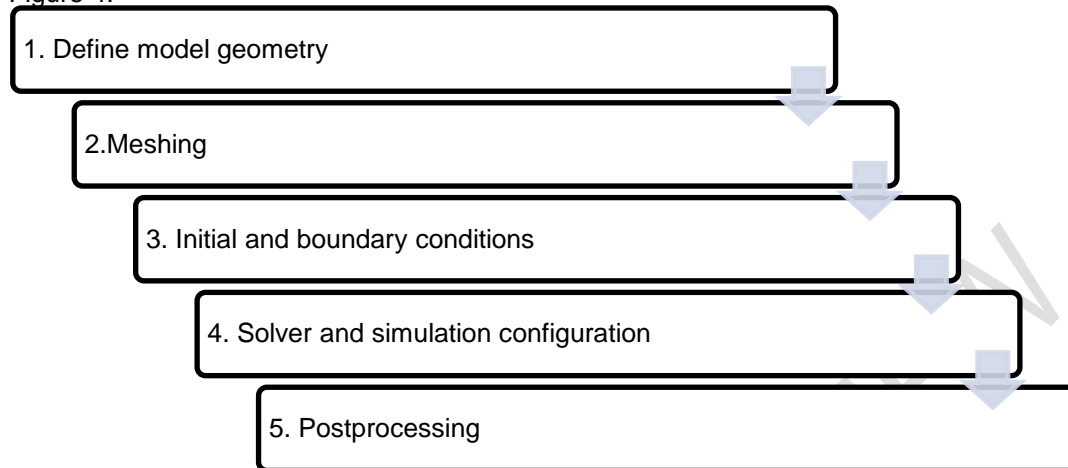 1. Define model geometry
2.Meshing
3. Initial and boundary conditions
4. Solver and simulation configuration
5. Postprocessing